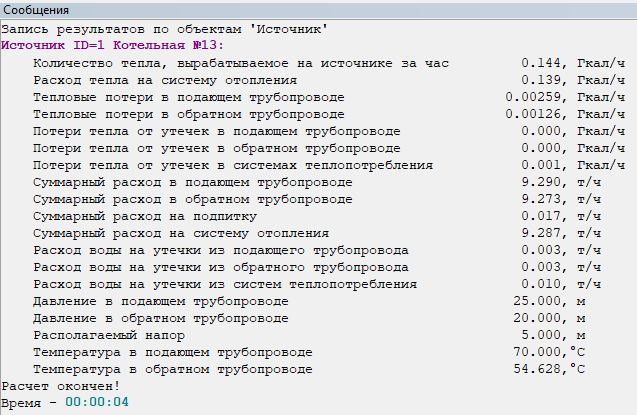 Сообщения
Запись результатов по объектам 'Источник'
Источник ID=1 Котельная №13:
Количество тепла, вырабатываемое на источнике за час 0.144, Гкал/ч
Расход тепла на систему отопления 0.139, Гкал/ч
Тепловые потери в подающем трубопроводе 0.00259, Гкал/ч
Тепловые потери в обратном трубопроводе 0.00126, Гкал/ч
Потери тепла от утечек в подающем трубопроводе 0.000, Гкал/ч
Потери тепла от утечек в обратном трубопроводе 0.000, Гкал/ч
Потери тепла от утечек в системах теплопотребления 0.001, Гкал/ч
Суммарный расход в подающем трубопроводе 9.290, т/ч
Суммарный расход в обратном трубопроводе 9.273, т/ч
Суммарный расход на подпитку 0.017, т/ч
Суммарный расход на систему отопления 9.287, т/ч
Расход воды на утечки из подающего трубопровода 0.003, т/ч
Расход воды на утечки из обратного трубопровода 0.003, т/ч
Расход воды на утечки из систем теплопотребления 0.010, т/ч
Давление в подающем трубопроводе 25.000, м
Давление в обратном трубопроводе 20.000, м
Располагаемый напор 5.000, м
Температура в подающем трубопроводе 70.000,°C
Температура в обратном трубопроводе 54.628,°C
Расчет окончен!
Время - 00:00:04